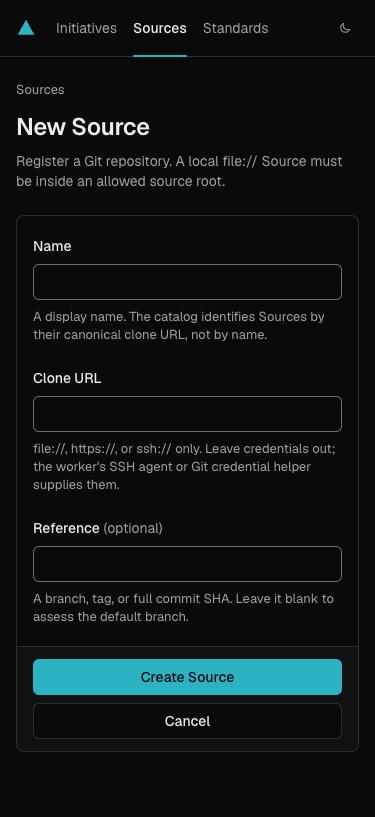 Initiatives Sources Standards
Sources
New Source
Register a Git repository. A local file:// Source must
be inside an allowed source root.
Name
A display name. The catalog identifies Sources by
their canonical clone URL, not by name.
Clone URL
file://, https://, or ssh:// only. Leave credentials out;
the worker's SSH agent or Git credential helper
supplies them.
Reference (optional)
A branch, tag, or full commit SHA. Leave it blank to
assess the default branch.
Create Source
Cancel